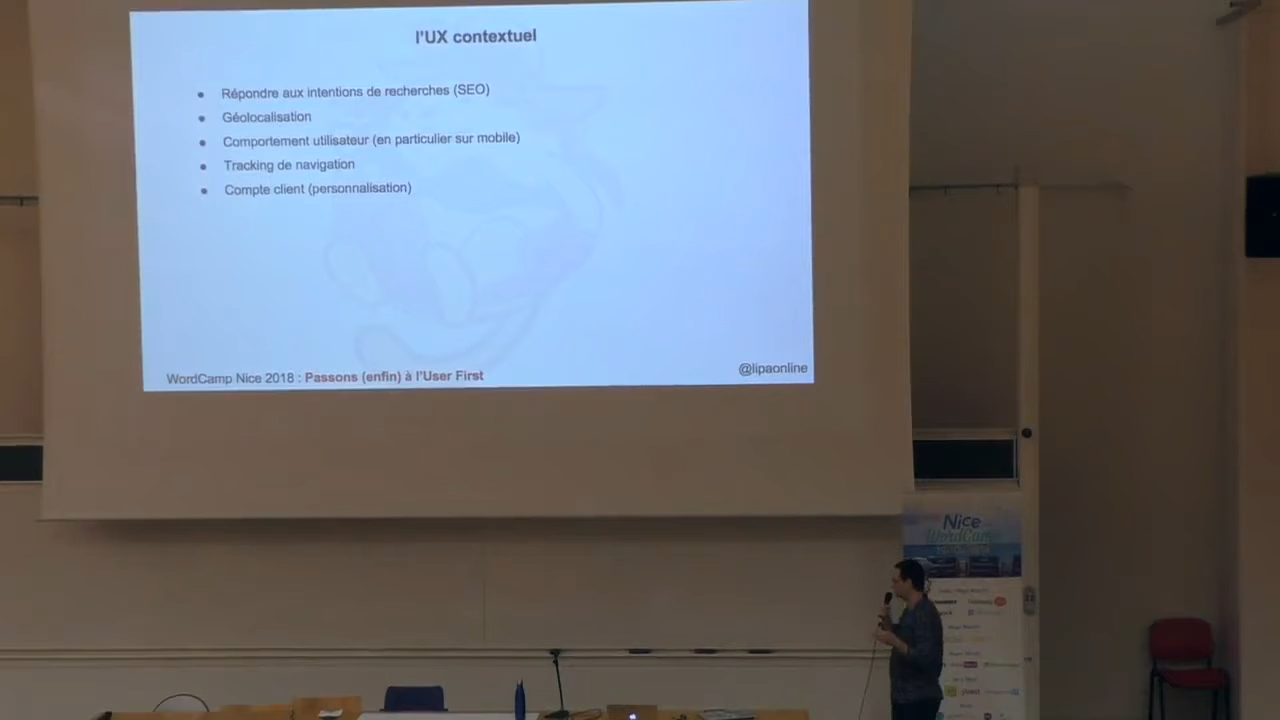 l'UX contextuel
● Répondre aux intentions de recherches (SEO)
● Géolocalisation
● Comportement utilisateur (en particulier sur mobile)
● Tracking de navigation
● Compte client (personnalisation)
WordCamp Nice 2018 : Passons (enfin) à l'User First
@lipaonline
Nice
WordCamp